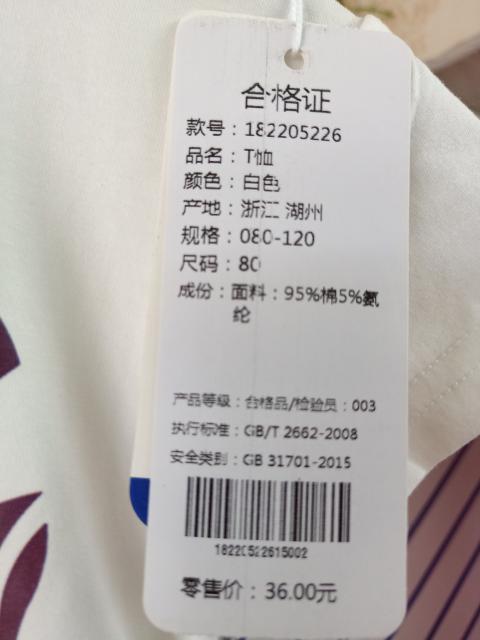 合格证
款号：182205226
品名：T恤
颜色：白色
产地：浙江 湖州
规格：080-120
尺码：80
成份：面料：95%棉5%氨
纶
产品等级：合格品/检验员：003
执行标准：GB/T 2662-2008
安全类别：GB 31701-2015
18220522615002
零售价：36.00元